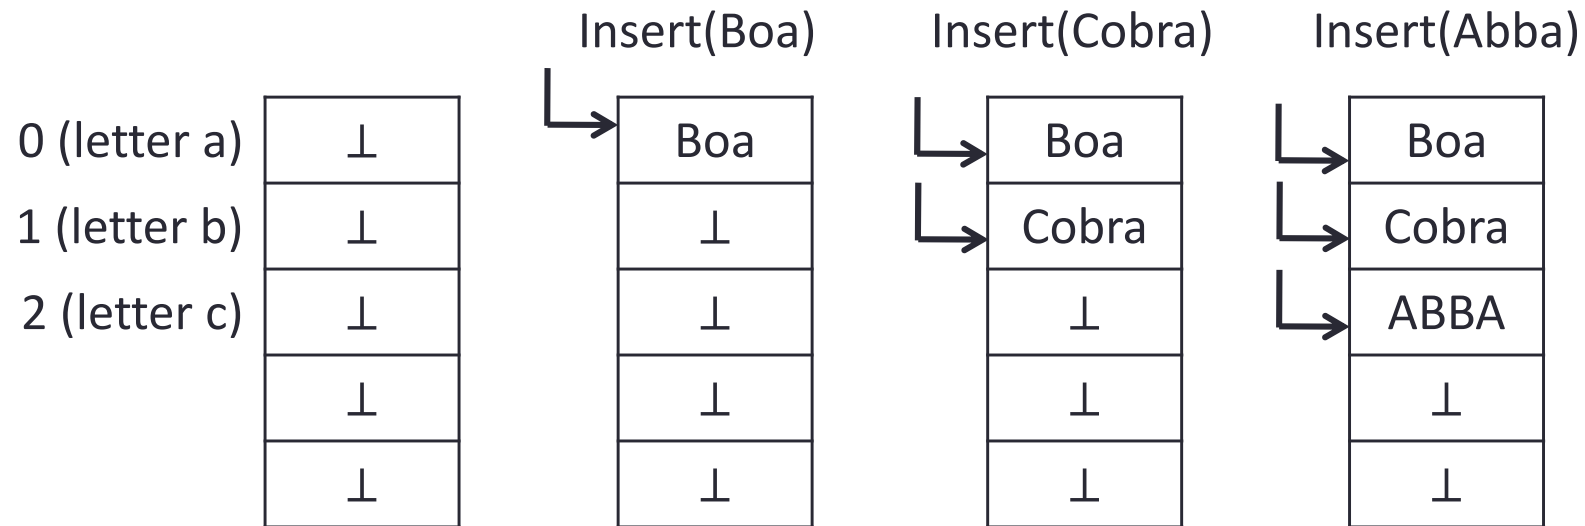 Insert(Boa) Insert(Cobra) Insert(Abba)
0 (letter a) ⊥ Boa Boa Boa
1 (letter b) ⊥ ⊥ Cobra Cobra
2 (letter c) ⊥ ⊥ ⊥ ABBA
⊥ ⊥ ⊥ ⊥
⊥ ⊥ ⊥ ⊥